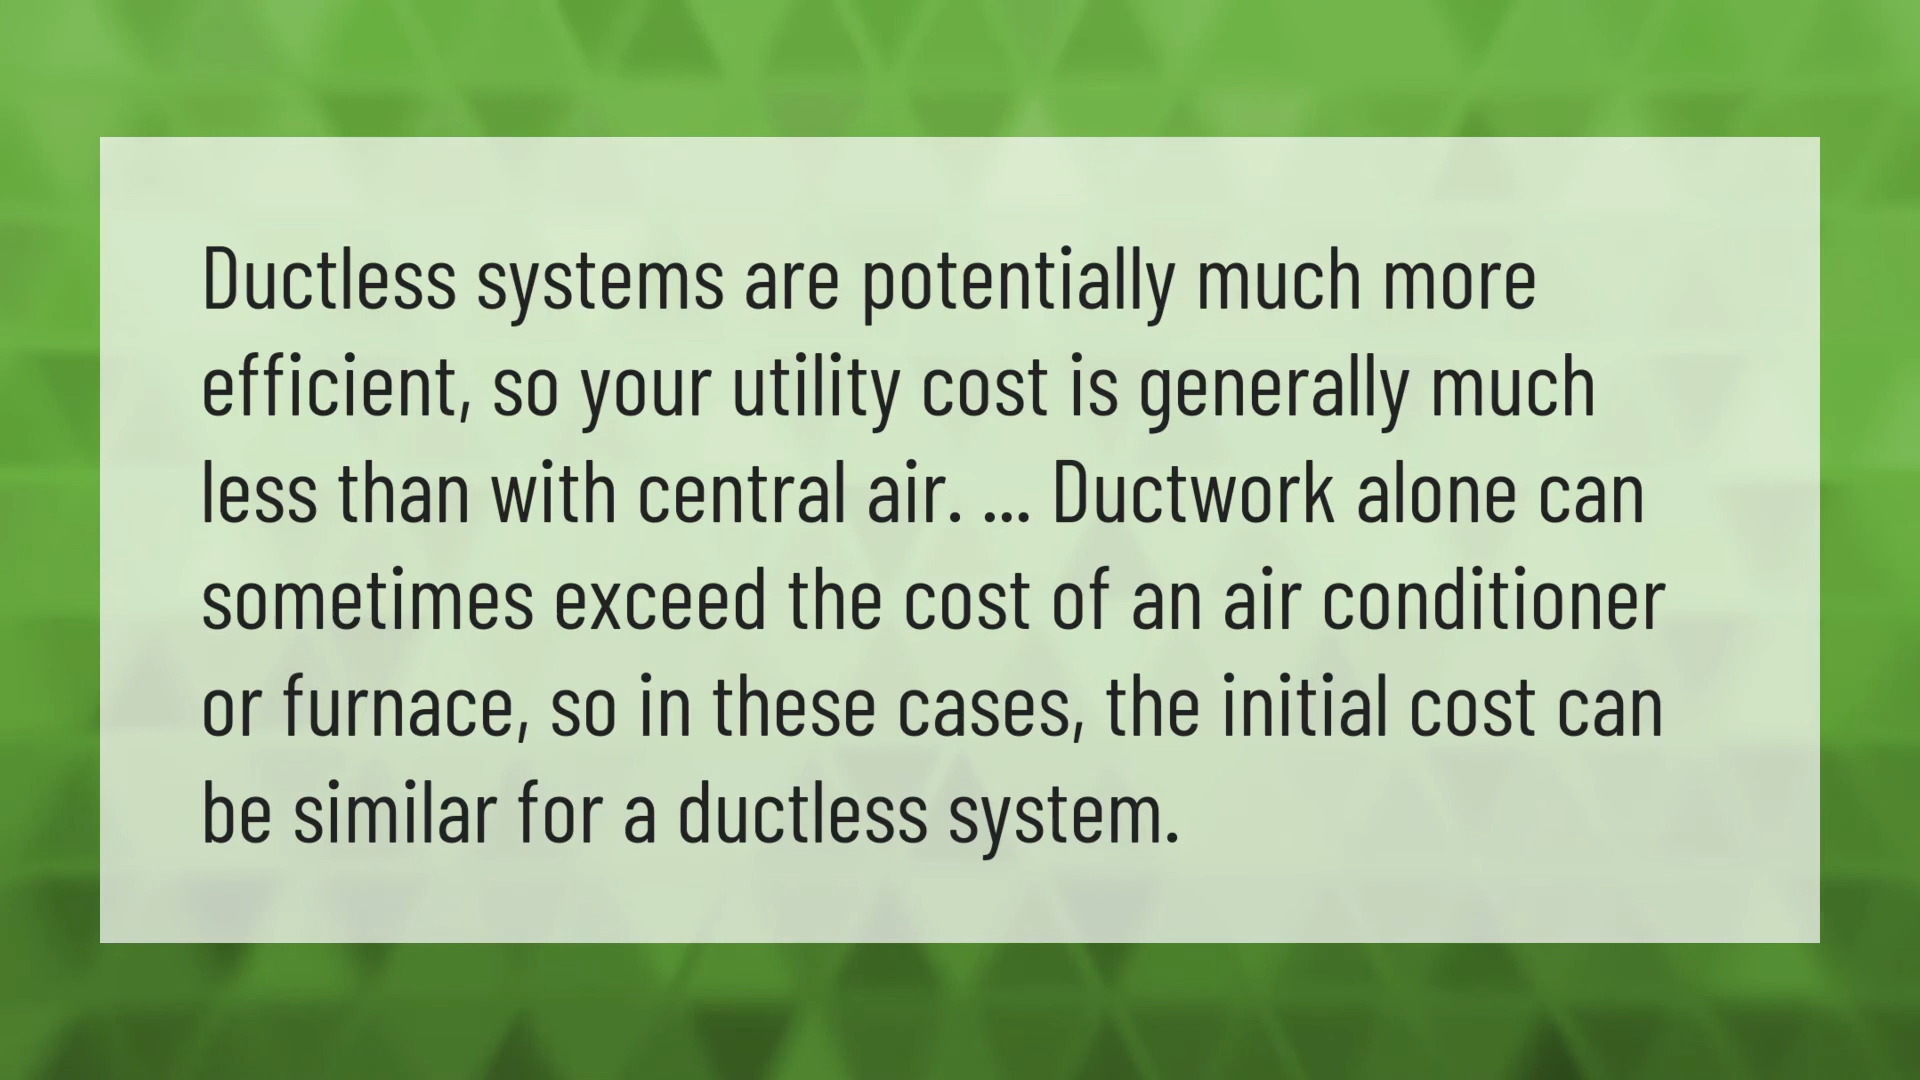 Ductless systems are potentially much more
efficient, so your utility cost is generally much
less than with central air. ... Ductwork alone can
sometimes exceed the cost of an air conditioner
or furnace, so in these cases, the initial cost can
be similar for a ductless system.